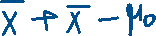 x̄ + x̄ - μ₀